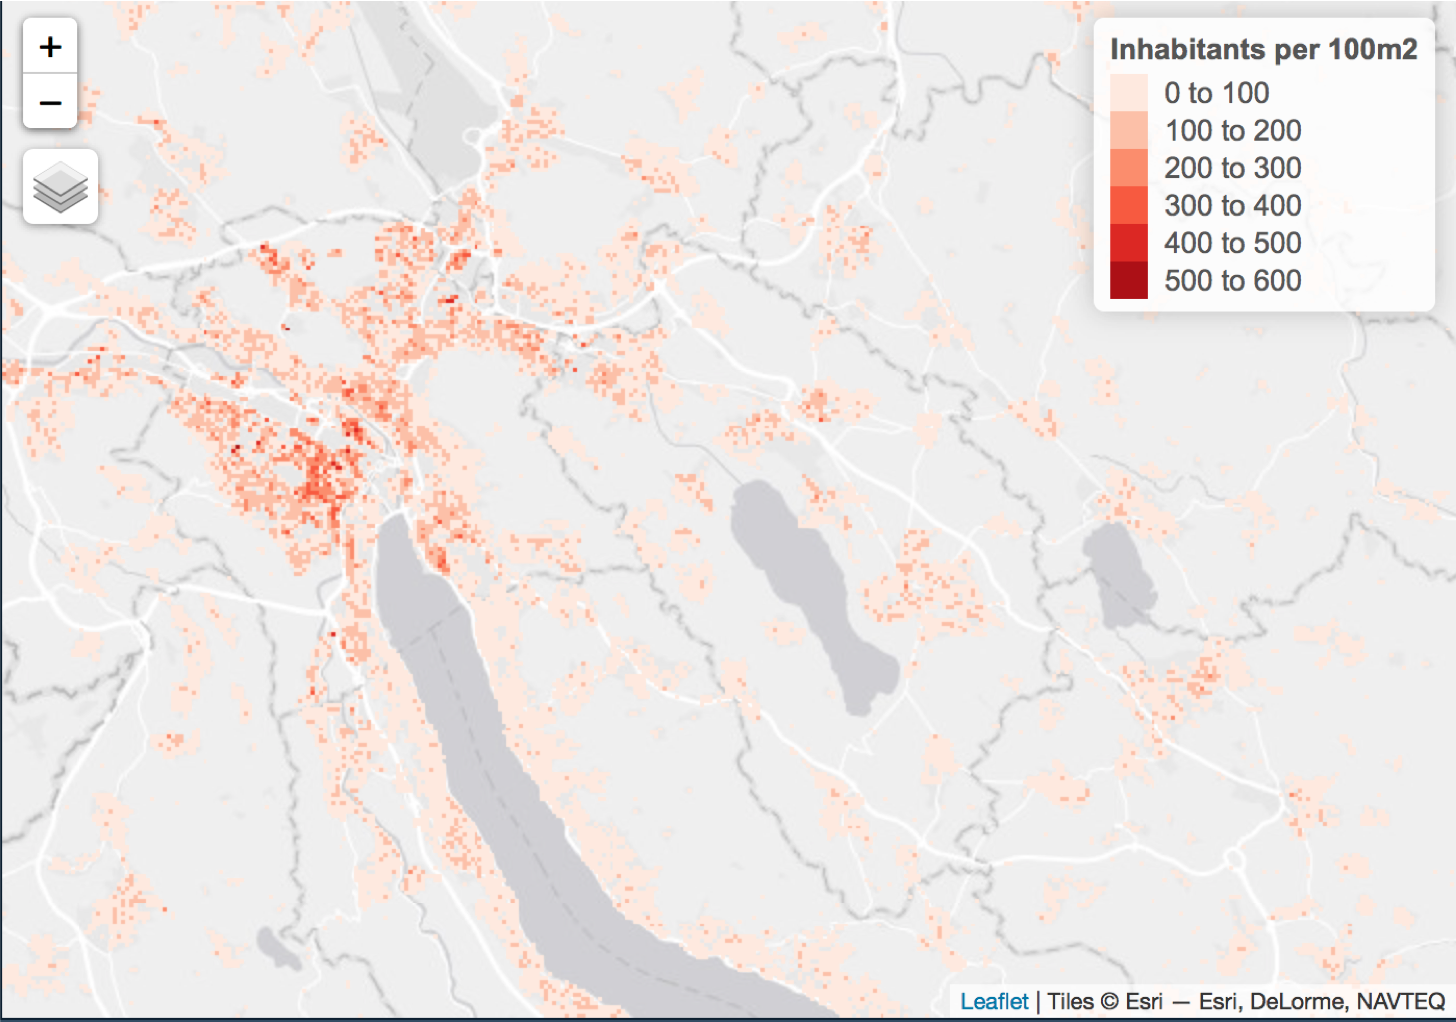 +
−
Inhabitants per 100m2
0 to 100
100 to 200
200 to 300
300 to 400
400 to 500
500 to 600
Leaflet | Tiles © Esri — Esri, DeLorme, NAVTEQ